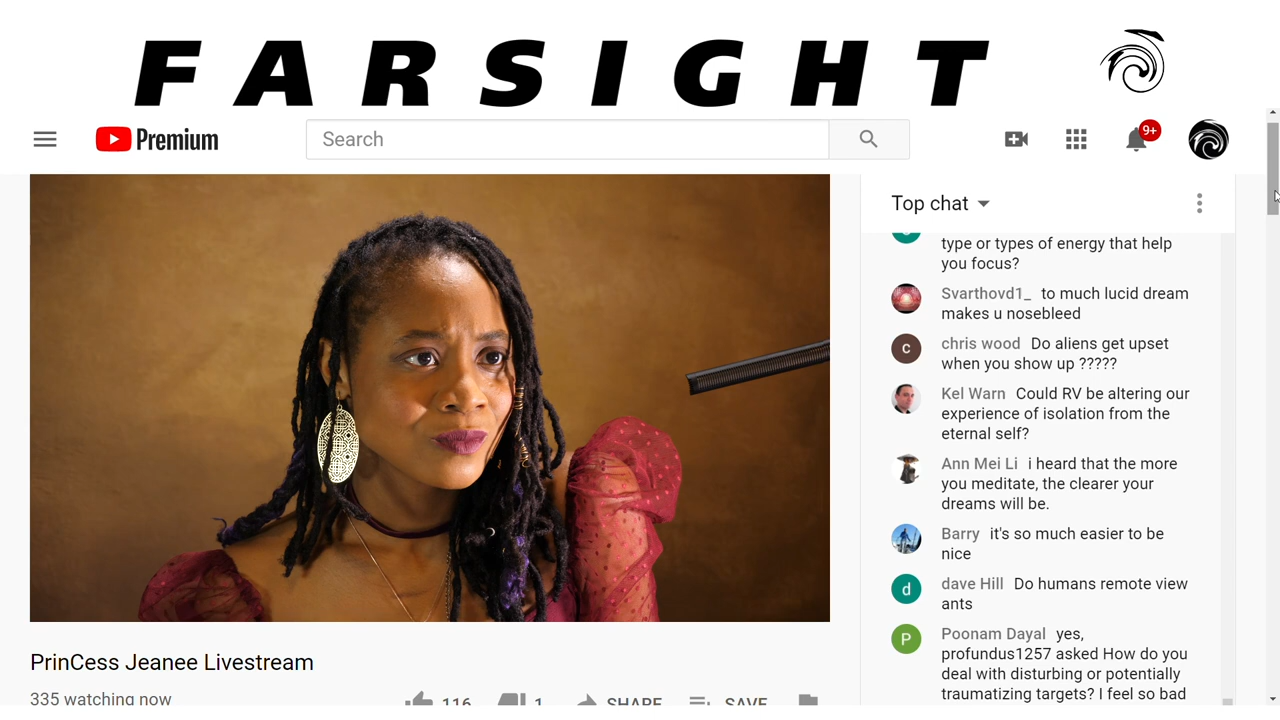 FARSIGHT
Premium
Search
9+
Top chat
type or types of energy that help
you focus?
Svarthovd1_ to much lucid dream
makes u nosebleed
c
chris wood Do aliens get upset
when you show up ?????
Kel Warn Could RV be altering our
experience of isolation from the
eternal self?
Ann Mei Li i heard that the more
you meditate, the clearer your
dreams will be.
Barry it's so much easier to be
nice
d
dave Hill Do humans remote view
ants
P
Poonam Dayal yes,
profundus1257 asked How do you
deal with disturbing or potentially
traumatizing targets? I feel so bad
PrinCess Jeanee Livestream
335 watching now
116
1
SHARE
SAVE